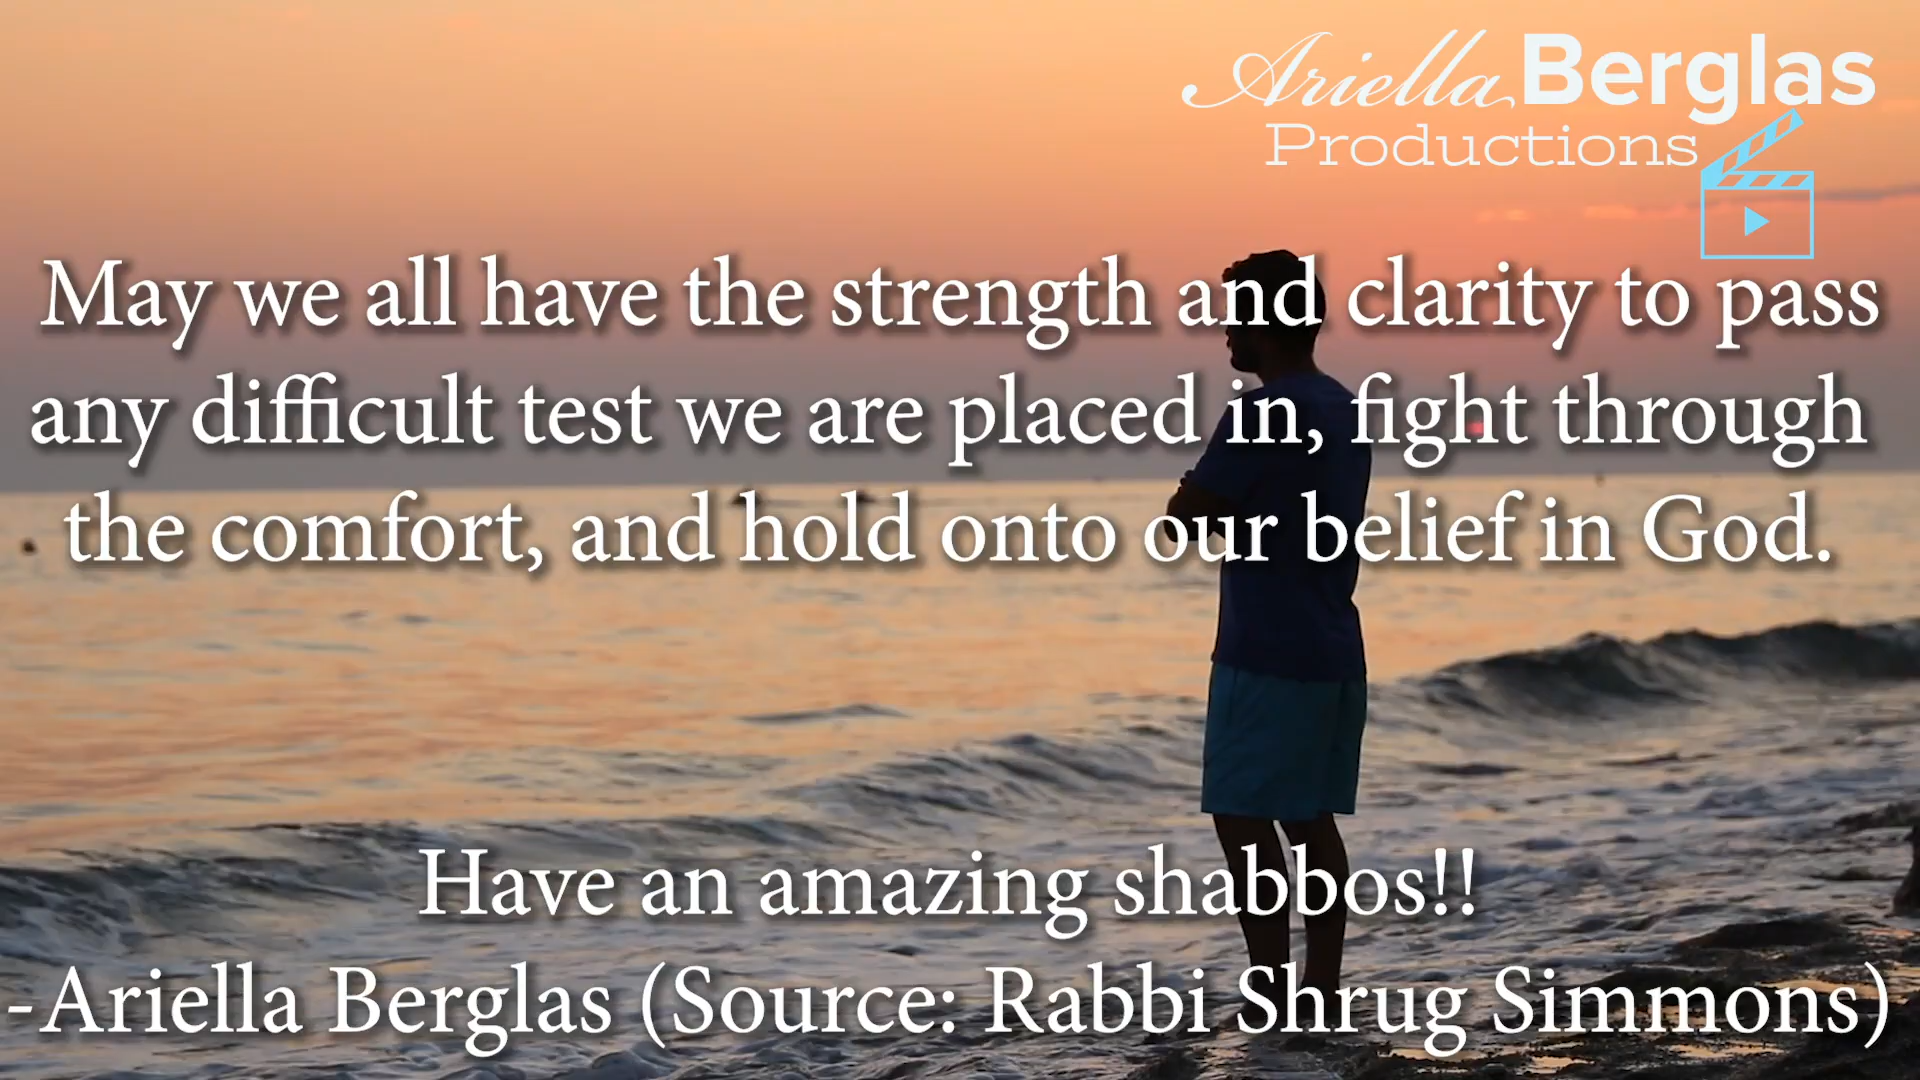 Ariella Berglas
Productions
May we all have the strength and clarity to pass
any difficult test we are placed in, fight through
the comfort, and hold onto our belief in God.
Have an amazing shabbos!!
-Ariella Berglas (Source: Rabbi Shrug Simmons)